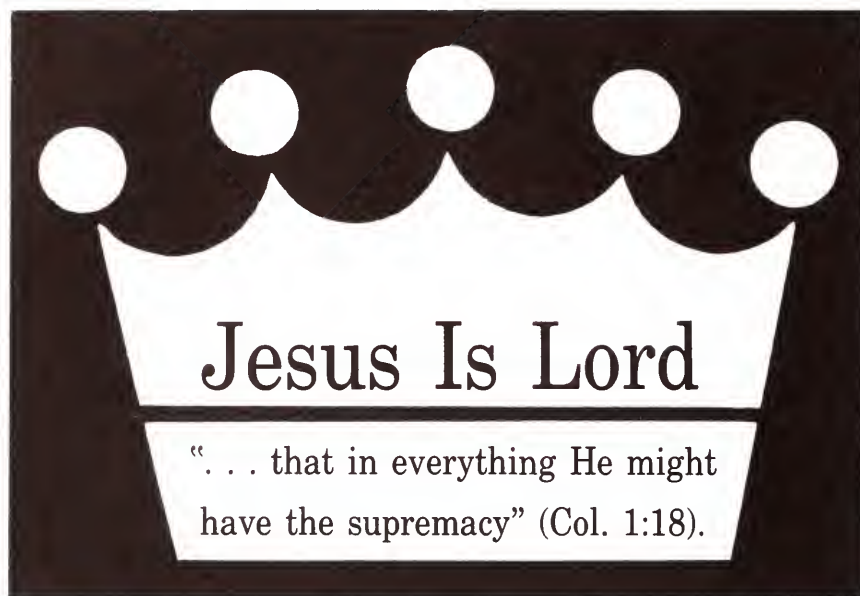 Jesus Is Lord
“. . . that in everything He might
have the supremacy” (Col. 1:18).